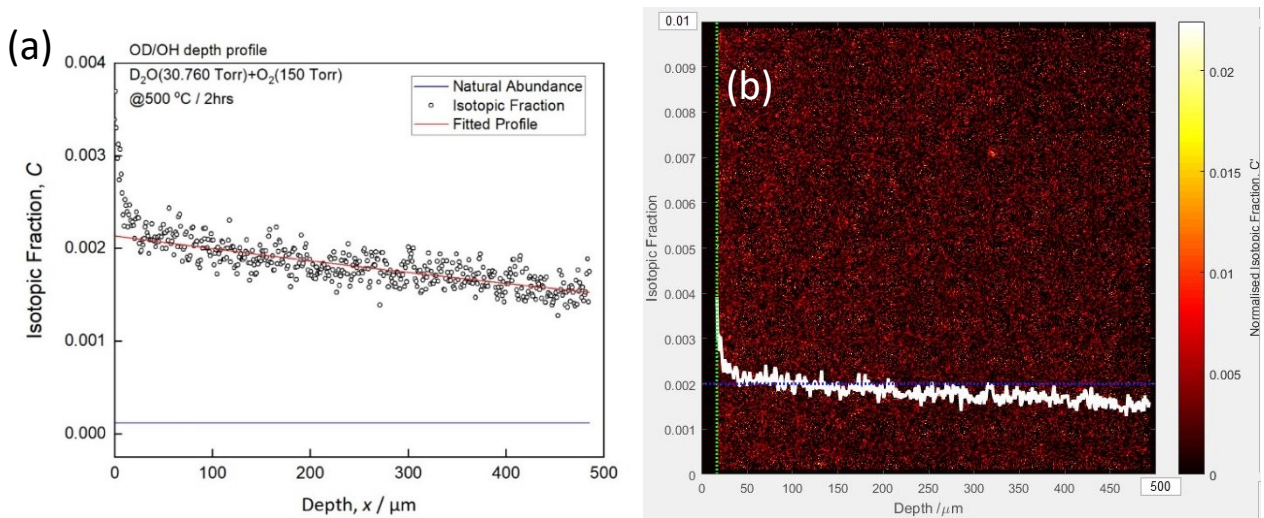 (a)
OD/OH depth profile
D₂O(30.760 Torr)+O₂(150 Torr)
@500 °C / 2hrs
Natural Abundance
Isotopic Fraction
Fitted Profile
0.004
0.003
0.002
0.001
0.000
Isotopic Fraction, C
0
100
200
300
400
500
Depth, x / µm
(b)
0.01
0.009
0.008
0.007
0.006
0.005
0.004
0.003
0.002
0.001
0
Isotopic Fraction
0
50
100
150
200
250
300
350
400
450
500
Depth /µm
0.02
0.015
0.01
0.005
0
Normalised Isotopic Fraction, C'